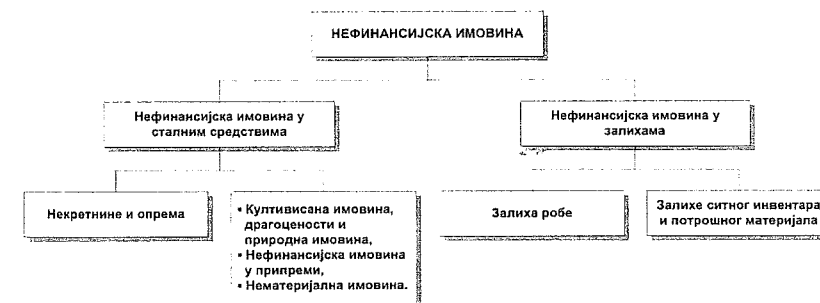 НЕФИНАНСИЈСКА ИМОВИНА
Нефинансијска имовина у
сталним средствима
Нефинансијска имовина у
залихама
Некретнине и опрема
• Култивисана имовина,
драгоцености и
природна имовина,
• Нефинансијска имовина
у припреми,
• Нематеријална имовина.
Залиха робе
Залихе ситног инвентара
и потрошног материјала